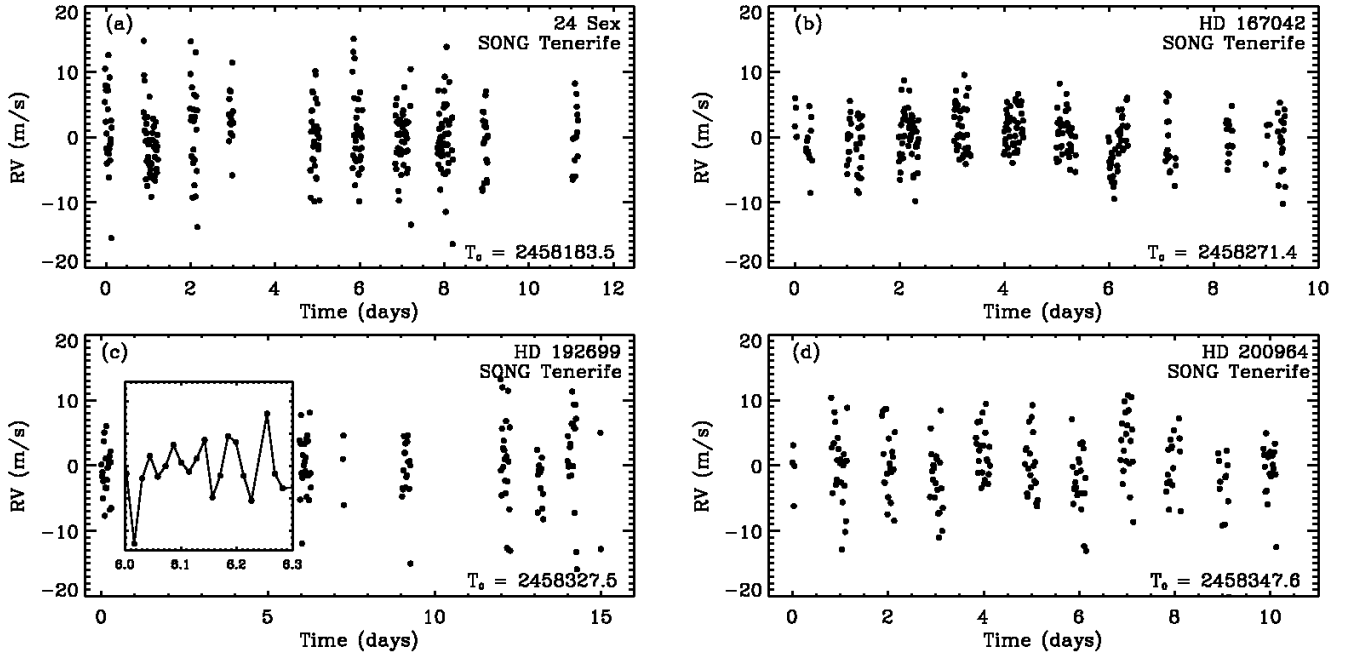 (a)
24 Sex
SONG Tenerife
RV (m/s)
20
10
0
−10
−20
T₀ = 2458183.5
0 2 4 6 8 10 12
Time (days)
(b)
HD 167042
SONG Tenerife
RV (m/s)
20
10
0
−10
−20
T₀ = 2458271.4
0 2 4 6 8 10
Time (days)
(c)
HD 192699
SONG Tenerife
RV (m/s)
20
10
0
−10
−20
6.0 6.1 6.2 6.3
T₀ = 2458327.5
0 5 10 15
Time (days)
(d)
HD 200964
SONG Tenerife
RV (m/s)
20
10
0
−10
−20
T₀ = 2458347.6
0 2 4 6 8 10
Time (days)